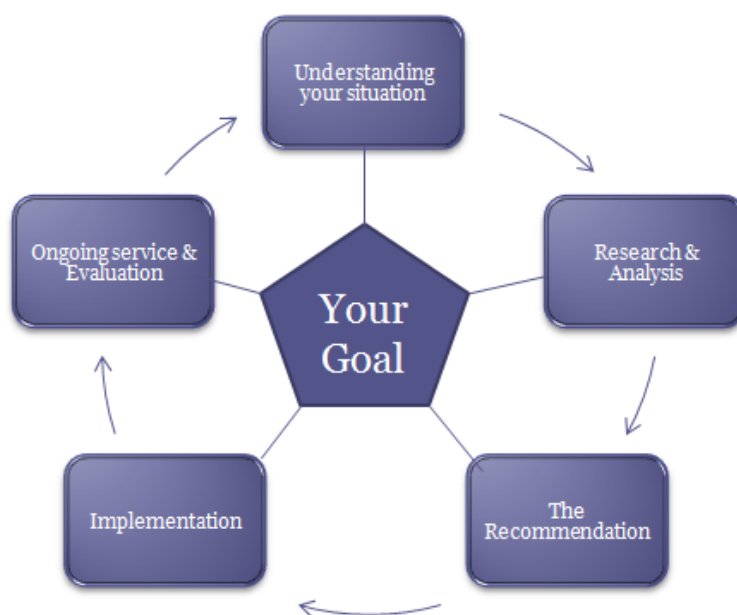 Understanding
your situation
Research &
Analysis
The
Recommendation
Implementation
Ongoing service &
Evaluation
Your
Goal